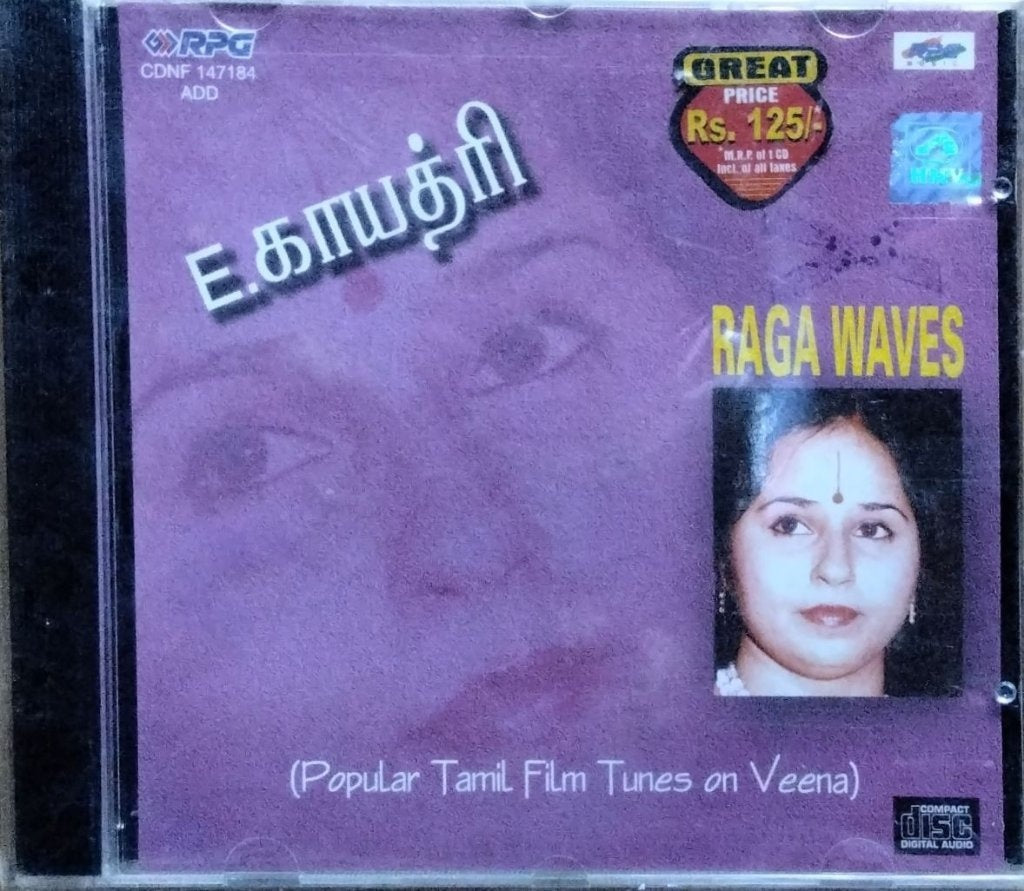 RPG
CDNF 147184
ADD
GREAT
PRICE
Rs. 125/-
M.R.P. of 1 CD
Incl. of all taxes
HMV
E.காயத்ரி
RAGA WAVES
(Popular Tamil Film Tunes on Veena)
COMPACT
disc
DIGITAL AUDIO